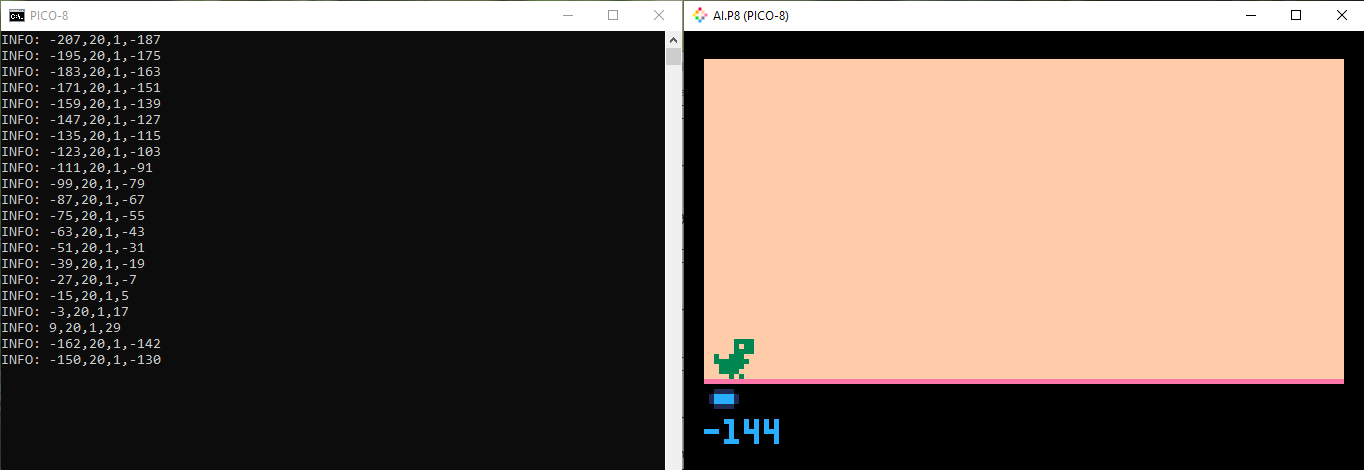 PICO-8
INFO: -207,20,1,-187
INFO: -195,20,1,-175
INFO: -183,20,1,-163
INFO: -171,20,1,-151
INFO: -159,20,1,-139
INFO: -147,20,1,-127
INFO: -135,20,1,-115
INFO: -123,20,1,-103
INFO: -111,20,1,-91
INFO: -99,20,1,-79
INFO: -87,20,1,-67
INFO: -75,20,1,-55
INFO: -63,20,1,-43
INFO: -51,20,1,-31
INFO: -39,20,1,-19
INFO: -27,20,1,-7
INFO: -15,20,1,5
INFO: -3,20,1,17
INFO: 9,20,1,29
INFO: -162,20,1,-142
INFO: -150,20,1,-130
AI.P8 (PICO-8)
-144